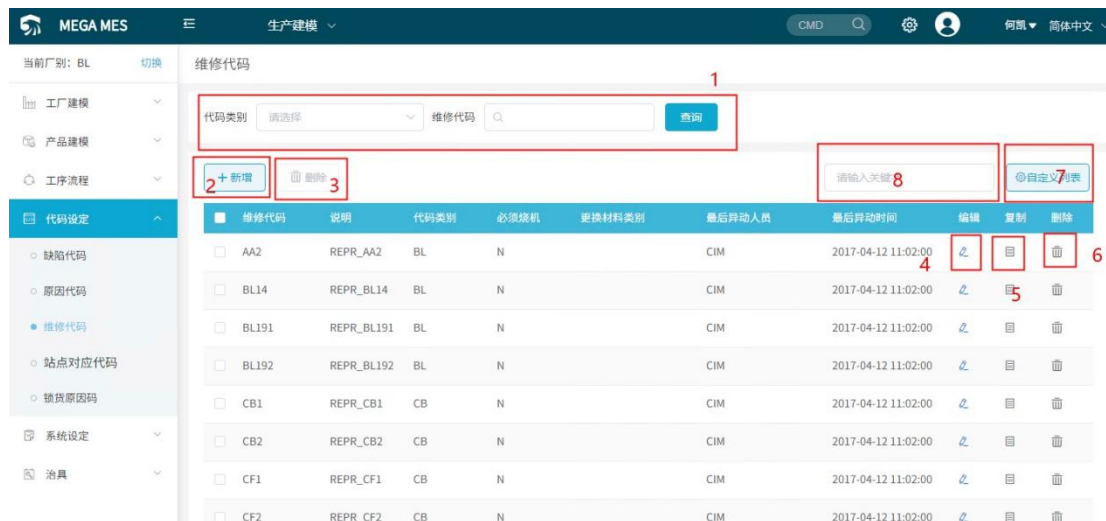 MEGA MES 生产建模 CMD 何凯 简体中文
当前厂别：BL 切换 维修代码
1
工厂建模
代码类别 请选择 维修代码 查询
产品建模
工序流程
2 +新增 3 删除 请输入关键 8 7 自定义列表
代码设定
维修代码 说明 代码类别 必须烧机 更换材料类别 最后异动人员 最后异动时间 编辑 复制 删除
缺陷代码 AA2 REPR_AA2 BL N CIM 2017-04-12 11:02:00 4 6
原因代码 BL14 REPR_BL14 BL N CIM 2017-04-12 11:02:00 5
维修代码 BL191 REPR_BL191 BL N CIM 2017-04-12 11:02:00
站点对应代码 BL192 REPR_BL192 BL N CIM 2017-04-12 11:02:00
锁货原因码 CB1 REPR_CB1 CB N CIM 2017-04-12 11:02:00
系统设定 CB2 REPR_CB2 CB N CIM 2017-04-12 11:02:00
治具 CF1 REPR_CF1 CB N CIM 2017-04-12 11:02:00
CF2 REPR_CF2 CB N CIM 2017-04-12 11:02:00